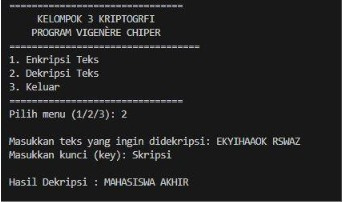 ==============================
KELOMPOK 3 KRIPTOGRFI
PROGRAM VIGENÈRE CHIPER
=================================
1. Enkripsi Teks
2. Dekripsi Teks
3. Keluar
==============================
Pilih menu (1/2/3): 2
Masukkan teks yang ingin didekripsi: EKYIHAAOK RSWAZ
Masukkan kunci (key): Skripsi
Hasil Dekripsi : MAHASISWA AKHIR